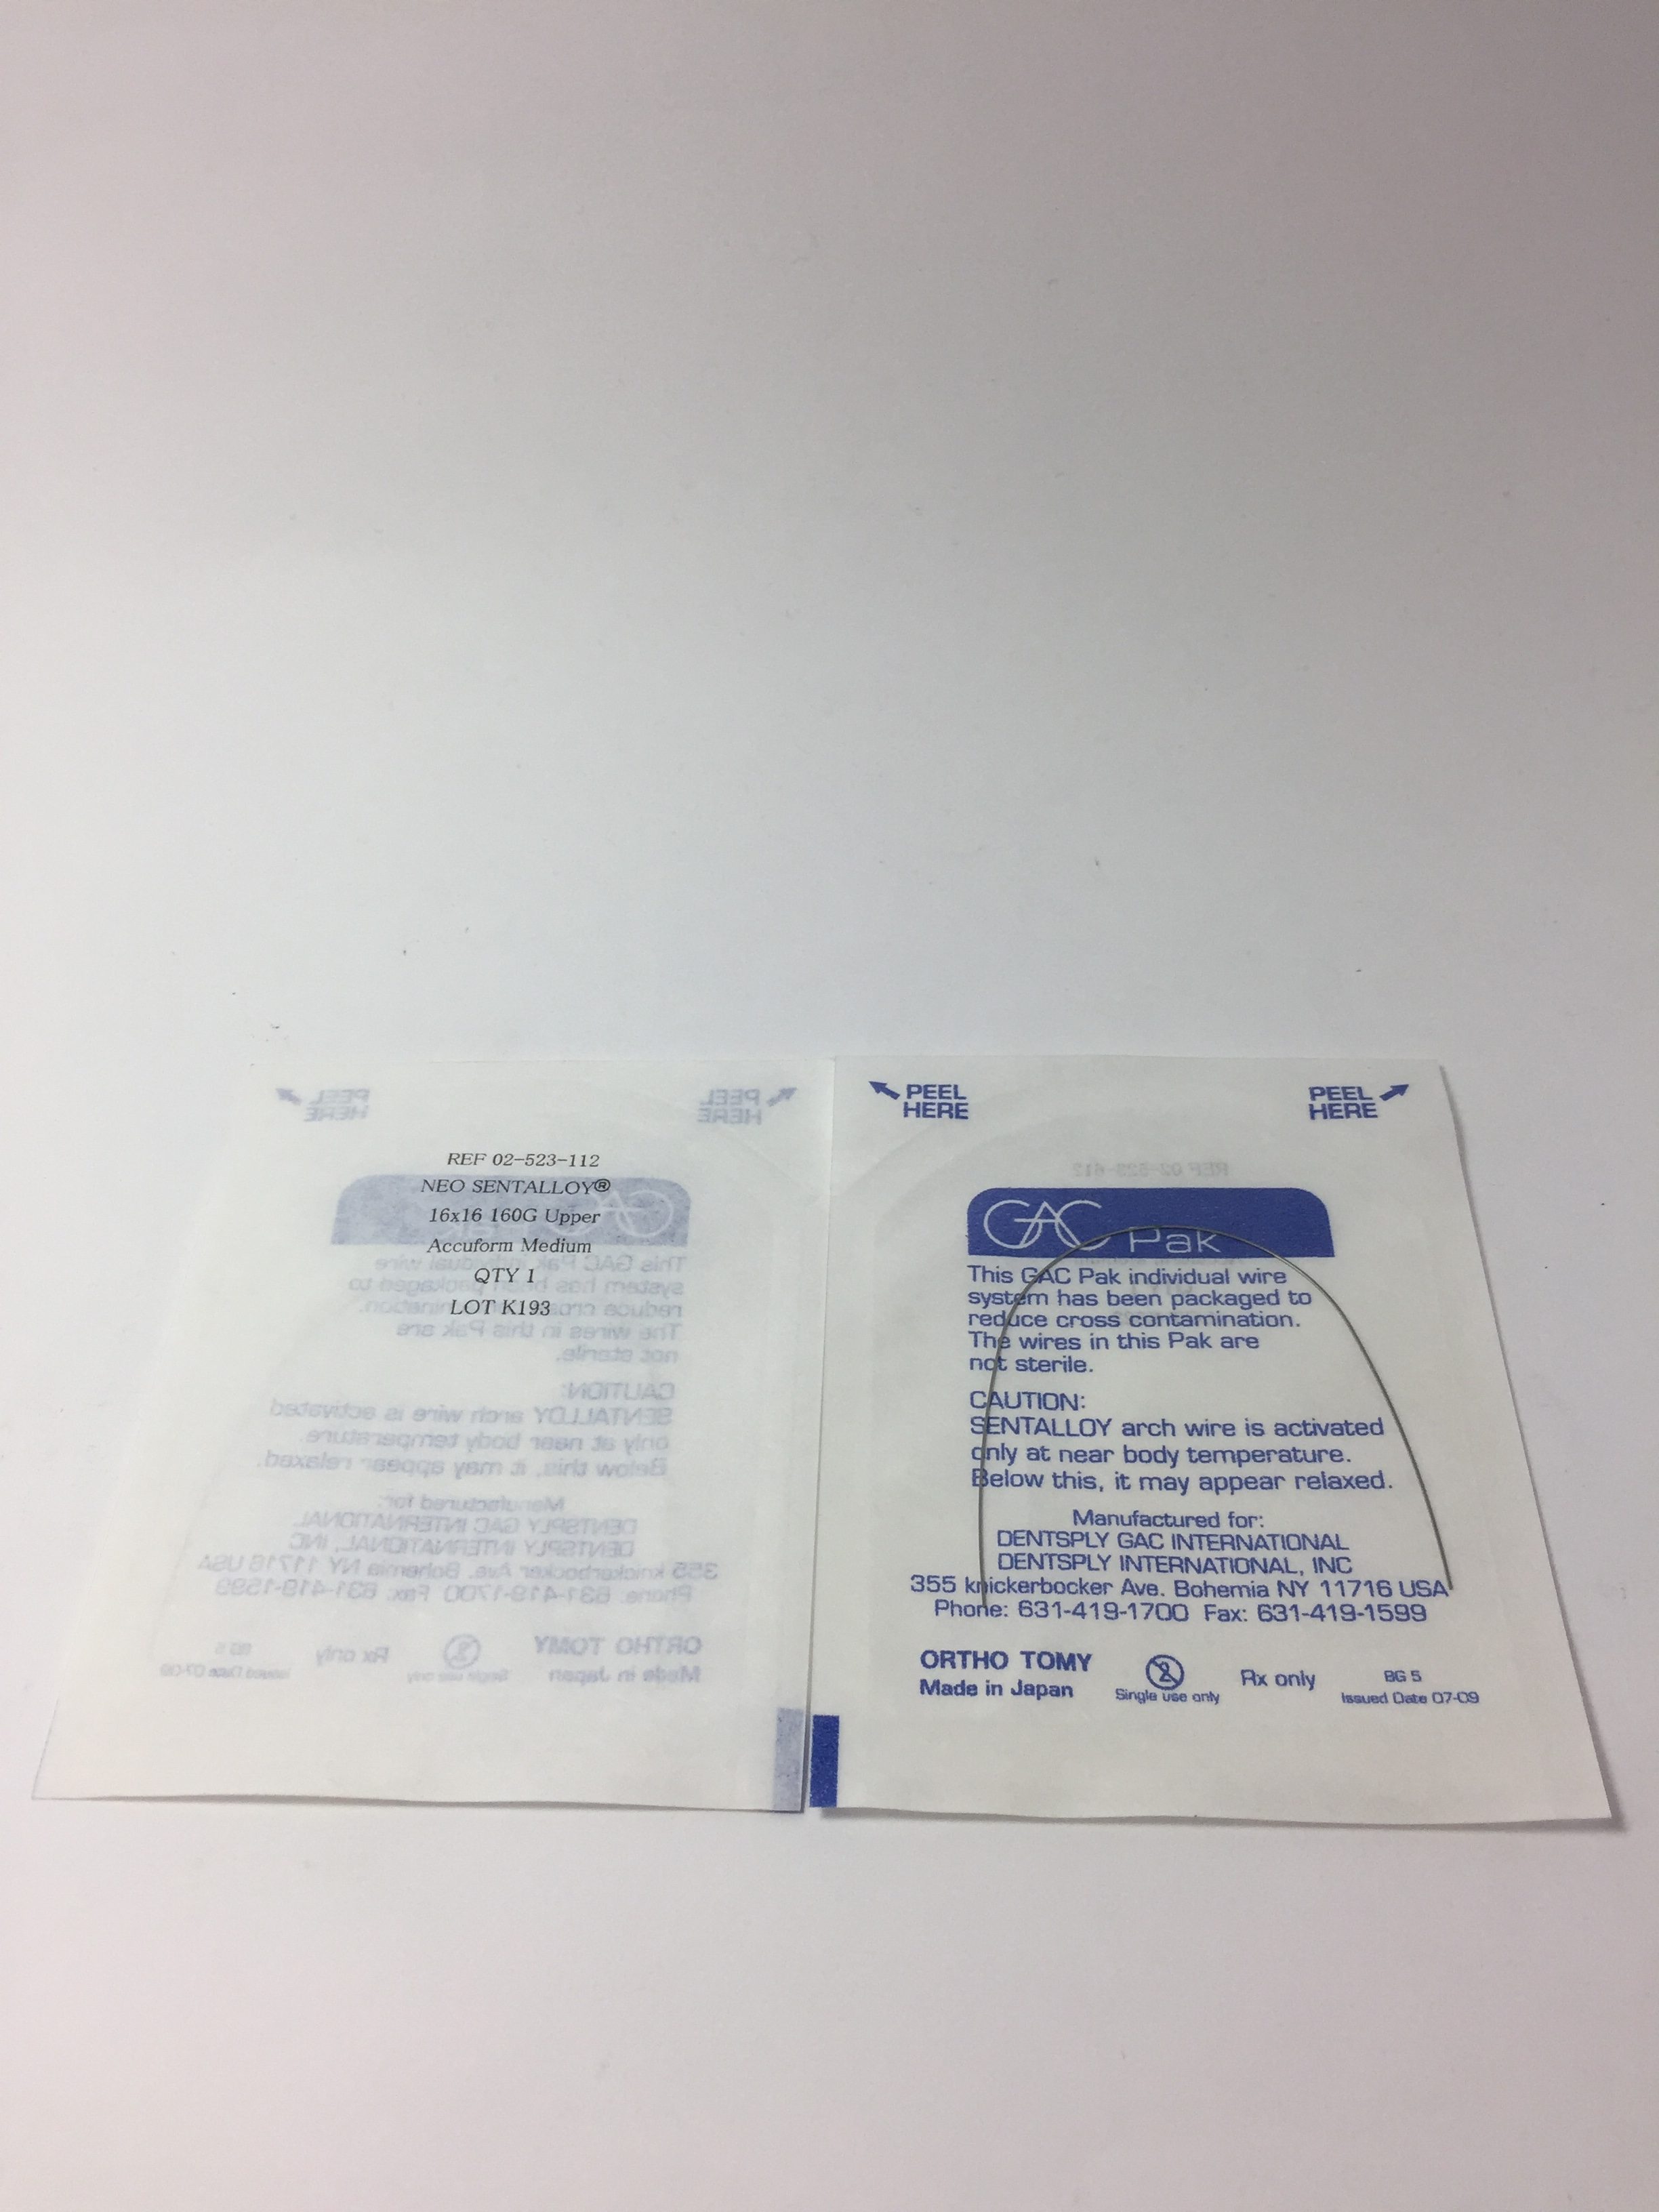 REF 02-523-112
NEO SENTALLOY®
16x16 160G Upper
Accuform Medium
QTY 1
LOT K193
PEEL HERE
PEEL HERE
GAC Pak
This GAC Pak individual wire
system has been packaged to
reduce cross contamination.
The wires in this Pak are
not sterile.
CAUTION:
SENTALLOY arch wire is activated
only at near body temperature.
Below this, it may appear relaxed.
Manufactured for:
DENTSPLY GAC INTERNATIONAL
DENTSPLY INTERNATIONAL, INC
355 knickerbocker Ave. Bohemia NY 11716 USA
Phone: 631-419-1700 Fax: 631-419-1599
ORTHO TOMY
Made in Japan
2
Single use only
Rx only
BG 5
Issued Date 07-09